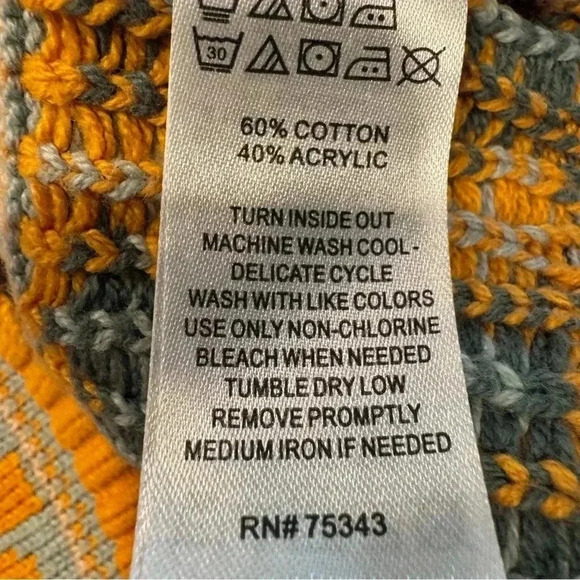 30
60% COTTON
40% ACRYLIC
TURN INSIDE OUT
MACHINE WASH COOL -
DELICATE CYCLE
WASH WITH LIKE COLORS
USE ONLY NON-CHLORINE
BLEACH WHEN NEEDED
TUMBLE DRY LOW
REMOVE PROMPTLY
MEDIUM IRON IF NEEDED
RN# 75343